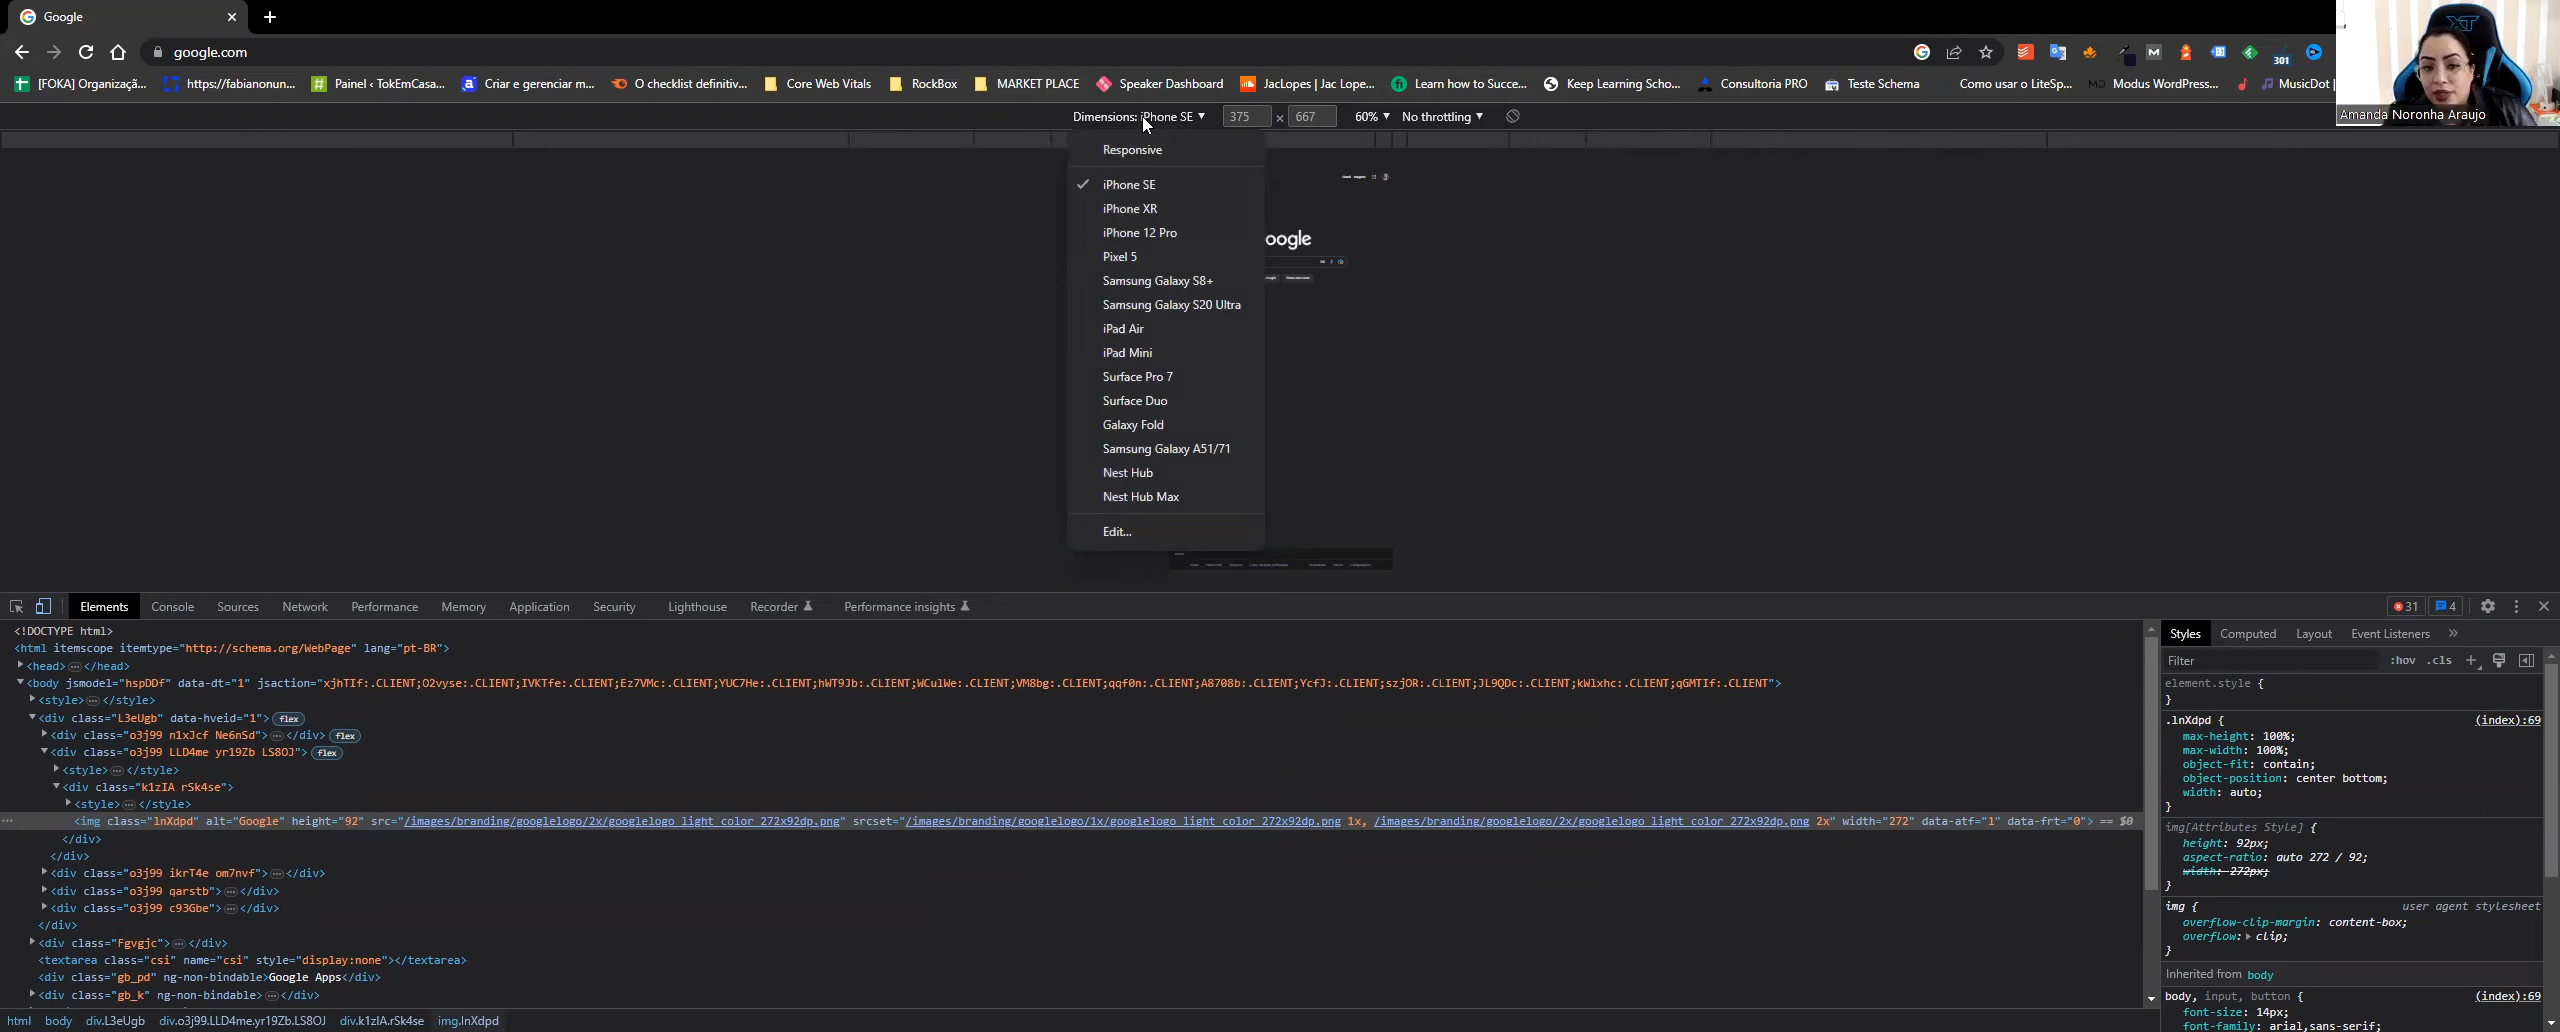 Google
google.com
[FOKA] Organizaçã...
https://fabianonun...
Painel ‹ TokEmCasa...
Criar e gerenciar m...
O checklist definitiv...
Core Web Vitals
RockBox
MARKET PLACE
Speaker Dashboard
JacLopes | Jac Lope...
Learn how to Succe...
Keep Learning Scho...
Consultoria PRO
Teste Schema
Como usar o LiteSp...
Modus WordPress...
MusicDot |
301
Amanda Noronha Araujo
Dimensions: iPhone SE
375 × 667
60%
No throttling
Responsive
iPhone SE
iPhone XR
iPhone 12 Pro
Pixel 5
Samsung Galaxy S8+
Samsung Galaxy S20 Ultra
iPad Air
iPad Mini
Surface Pro 7
Surface Duo
Galaxy Fold
Samsung Galaxy A51/71
Nest Hub
Nest Hub Max
Edit...
oogle
Elements Console Sources Network Performance Memory Application Security Lighthouse Recorder Performance insights
31 4
<!DOCTYPE html>
<html itemscope itemtype="http://schema.org/WebPage" lang="pt-BR">
<head>…</head>
<body jsmodel="hspDDf" data-dt="1" jsaction="xjhTIf:.CLIENT;O2vyse:.CLIENT;IVKTfe:.CLIENT;Ez7VMc:.CLIENT;YUC7He:.CLIENT;hWT9Jb:.CLIENT;WCulWe:.CLIENT;VM8bg:.CLIENT;qqf0n:.CLIENT;A8708b:.CLIENT;YcfJ:.CLIENT;szjOR:.CLIENT;JL9QDc:.CLIENT;kWlxhc:.CLIENT;qGMTIf:.CLIENT">
<style>…</style>
<div class="L3eUgb" data-hveid="1"> flex
<div class="o3j99 n1xJcf Ne6nSd">…</div> flex
<div class="o3j99 LLD4me yr19Zb LS8OJ"> flex
<style>…</style>
<div class="k1zIA rSk4se">
<style>…</style>
<img class="lnXdpd" alt="Google" height="92" src="/images/branding/googlelogo/2x/googlelogo_light_color_272x92dp.png" srcset="/images/branding/googlelogo/1x/googlelogo_light_color_272x92dp.png 1x, /images/branding/googlelogo/2x/googlelogo_light_color_272x92dp.png 2x" width="272" data-atf="1" data-frt="0"> == $0
</div>
</div>
<div class="o3j99 ikrT4e om7nvf">…</div>
<div class="o3j99 qarstb">…</div>
<div class="o3j99 c93Gbe">…</div>
</div>
<div class="Fgvgjc">…</div>
<textarea class="csi" name="csi" style="display:none"></textarea>
<div class="gb_pd" ng-non-bindable>Google Apps</div>
<div class="gb_k" ng-non-bindable>…</div>
html body div.L3eUgb div.o3j99.LLD4me.yr19Zb.LS8OJ div.k1zIA.rSk4se img.lnXdpd
Styles Computed Layout Event Listeners »
Filter
:hov .cls +
element.style {
}
.lnXdpd { (index):69
max-height: 100%;
max-width: 100%;
object-fit: contain;
object-position: center bottom;
width: auto;
}
img[Attributes Style] {
height: 92px;
aspect-ratio: auto 272 / 92;
width: 272px;
}
img { user agent stylesheet
overflow-clip-margin: content-box;
overflow: clip;
}
Inherited from body
body, input, button { (index):69
font-size: 14px;
font-family: arial,sans-serif;